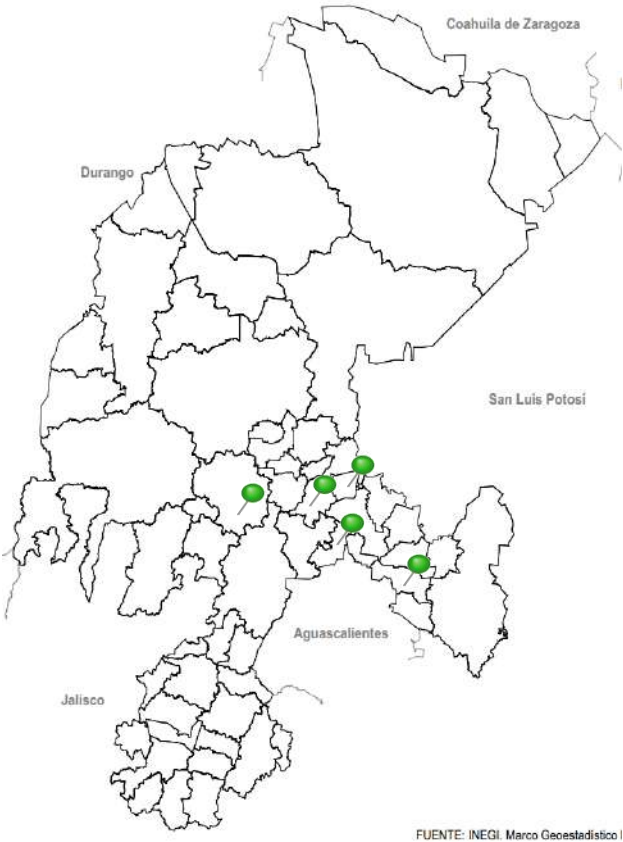 Coahuila de Zaragoza
Durango
San Luis Potosí
Aguascalientes
Jalisco
FUENTE: INEGI. Marco Geoestadístico